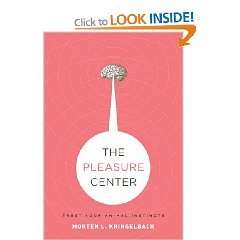 Click to
LOOK INSIDE!
THE
PLEASURE
CENTER
TRUST YOUR ANIMAL INSTINCTS
MORTEN L. KRINGELBACH